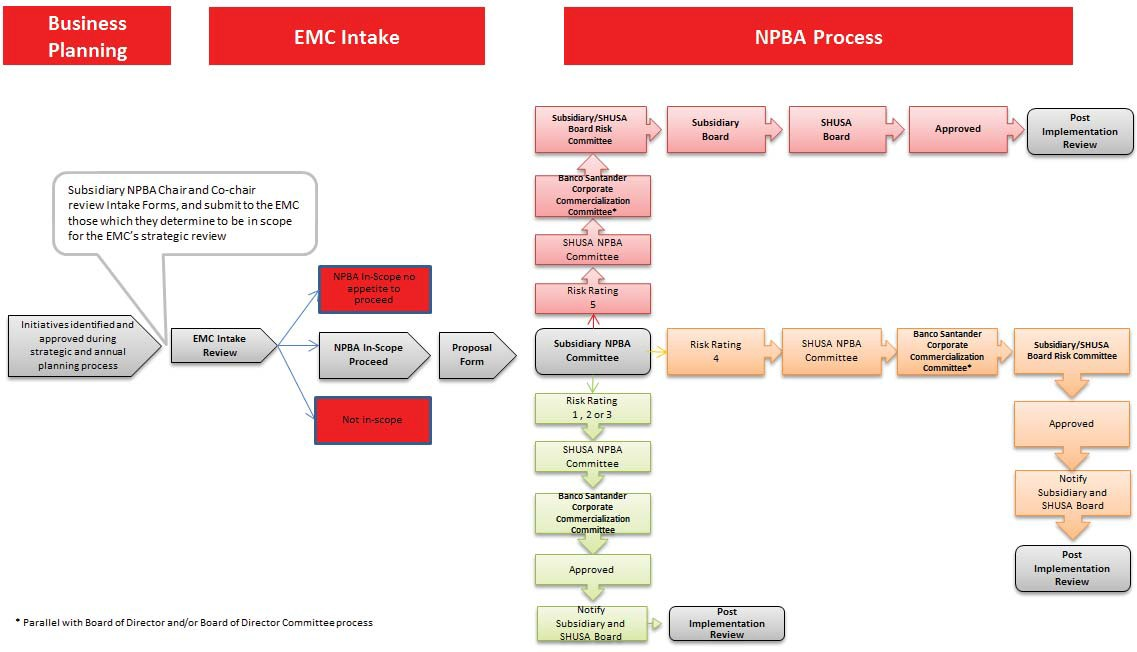 Business
Planning
EMC Intake
NPBA Process
Subsidiary NPBA Chair and Co-chair
review Intake Forms, and submit to the EMC
those which they determine to be in scope
for the EMC's strategic review
Initiatives identified and
approved during
strategic and annual
planning process
EMC Intake
Review
NPBA In-Scope no
appetite to
proceed
NPBA In-Scope
Proceed
Not in-scope
Proposal
Form
Subsidiary/SHUSA
Board Risk
Committee
Subsidiary
Board
SHUSA
Board
Approved
Post
Implementation
Review
Banco Santander
Corporate
Commercialization
Committee*
SHUSA NPBA
Committee
Risk Rating
5
Subsidiary NPBA
Committee
Risk Rating
4
SHUSA NPBA
Committee
Banco Santander
Corporate
Commercialization
Committee*
Subsidiary/SHUSA
Board Risk Committee
Approved
Notify
Subsidiary and
SHUSA Board
Post
Implementation
Review
Risk Rating
1 , 2 or 3
SHUSA NPBA
Committee
Banco Santander
Corporate
Commercialization
Committee
Approved
Notify
Subsidiary and
SHUSA Board
Post
Implementation
Review
* Parallel with Board of Director and/or Board of Director Committee process